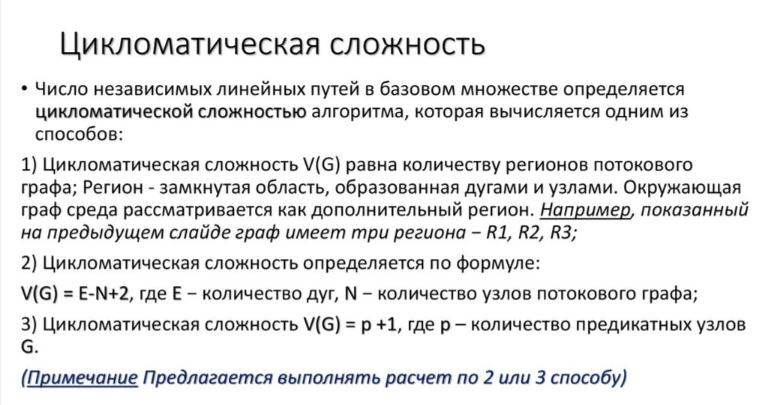 Цикломатическая сложность
• Число независимых линейных путей в базовом множестве определяется
цикломатической сложностью алгоритма, которая вычисляется одним из
способов:
1) Цикломатическая сложность V(G) равна количеству регионов потокового
графа; Регион - замкнутая область, образованная дугами и узлами. Окружающая
граф среда рассматривается как дополнительный регион. Например, показанный
на предыдущем слайде граф имеет три региона − R1, R2, R3;
2) Цикломатическая сложность определяется по формуле:
V(G) = E-N+2, где E − количество дуг, N − количество узлов потокового графа;
3) Цикломатическая сложность V(G) = p +1, где p – количество предикатных узлов
G.
(Примечание Предлагается выполнять расчет по 2 или 3 способу)